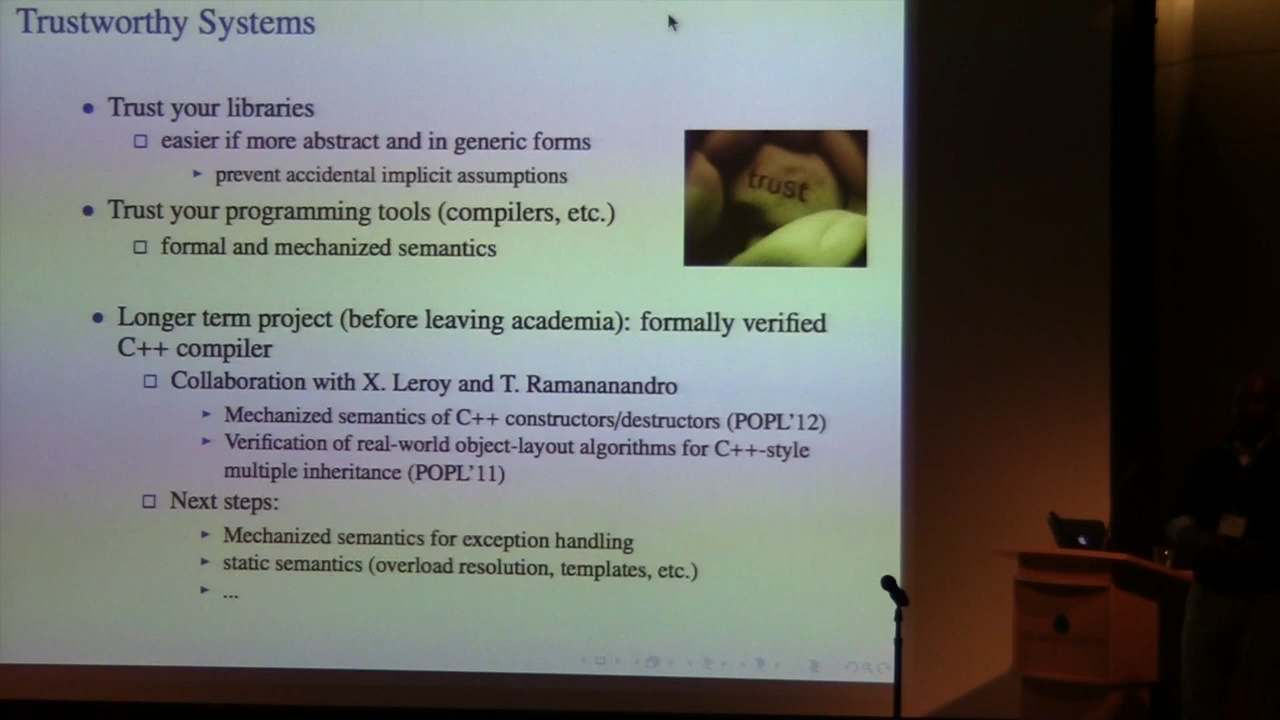 Trustworthy Systems
Trust your libraries
easier if more abstract and in generic forms
prevent accidental implicit assumptions
trust
Trust your programming tools (compilers, etc.)
formal and mechanized semantics
Longer term project (before leaving academia): formally verified
C++ compiler
Collaboration with X. Leroy and T. Ramananandro
Mechanized semantics of C++ constructors/destructors (POPL'12)
Verification of real-world object-layout algorithms for C++-style
multiple inheritance (POPL'11)
Next steps:
Mechanized semantics for exception handling
static semantics (overload resolution, templates, etc.)
...